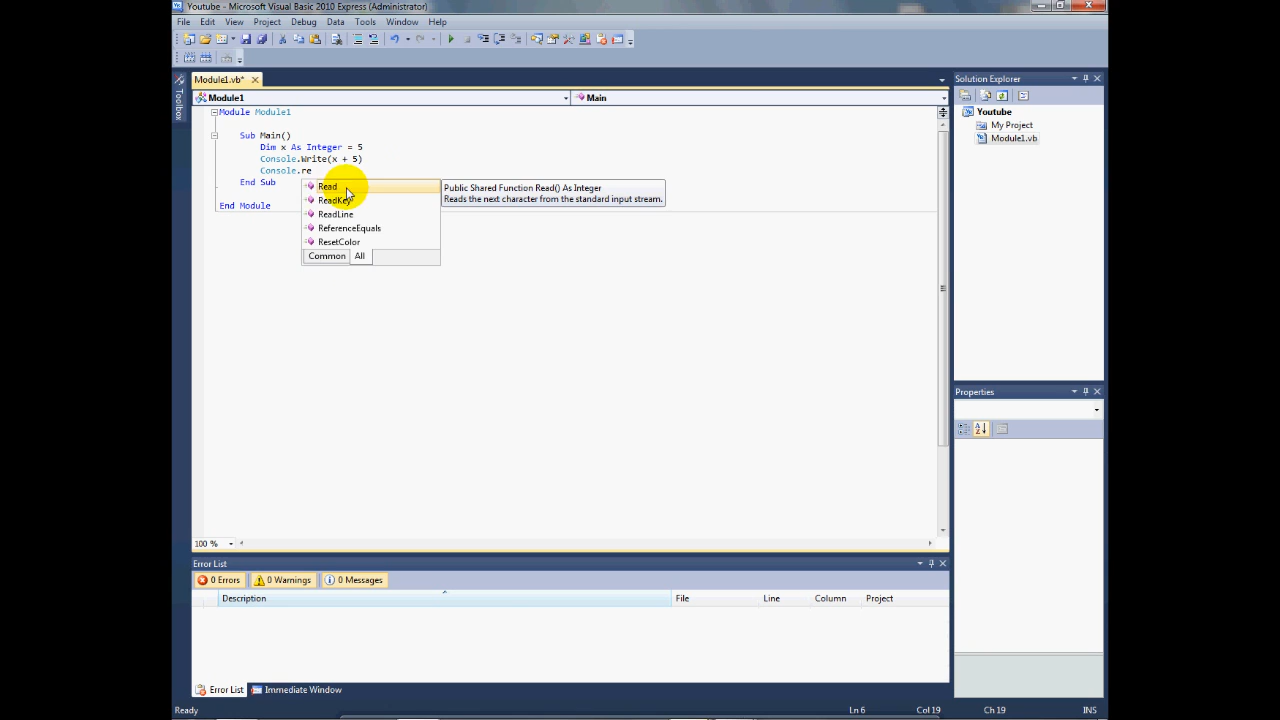 Youtube - Microsoft Visual Basic 2010 Express (Administrator)
File Edit View Project Debug Data Tools Window Help
Module1.vb*
Solution Explorer
Toolbox
Module1 Main
Module Module1
Sub Main()
Dim x As Integer = 5
Console.Write(x + 5)
Console.re
End Sub
End Module
Read
ReadKey
ReadLine
ReferenceEquals
ResetColor
Common All
Public Shared Function Read() As Integer
Reads the next character from the standard input stream.
Youtube
My Project
Module1.vb
Properties
100 %
Error List
0 Errors 0 Warnings 0 Messages
Description File Line Column Project
Error List Immediate Window
Ready Ln 6 Col 19 Ch 19 INS